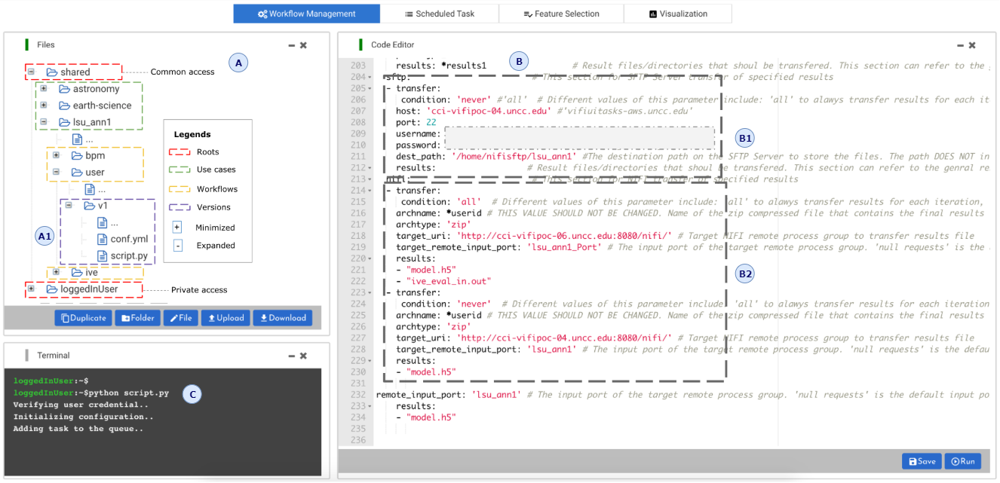 Workflow Management
Scheduled Task
Feature Selection
Visualization
Files
A
shared
Common access
astronomy
earth-science
lsu_ann1
...
bpm
user
...
v1
...
A1
conf.yml
script.py
ive
loggedInUser
Private access
Legends
Roots
Use cases
Workflows
Versions
+ Minimized
- Expanded
Duplicate
Folder
File
Upload
Download
Terminal
loggedInUser:~$
loggedInUser:~$python script.py
C
Verifying user credential..
Initializing configuration..
Adding task to the queue..
Code Editor
B
203 results: *results1 # Result files/directories that shoul be transfered. This section can refer to the
204 sftp: # This section for SFTP Server transfer of specified results
205 - transfer:
206 condition: 'never' #'all' # Different values of this parameter include: 'all' to alawys transfer results for each it
207 host: 'cci-vifipoc-04.uncc.edu' #'vifiuitasks-aws.uncc.edu'
208 port: 22
209 username:
210 password:
B1
211 dest_path: '/home/nifisftp/lsu_ann1' #The destination path on the SFTP Server to store the files. The path DOES NOT in
212 results: # Result files/directories that shoul be transfered. This section can refer to the genral re
213 nifi: # This section for NIFI transfer of specified results
214 - transfer:
215 condition: 'all' # Different values of this parameter include: 'all' to alawys transfer results for each iteration,
216 archname: *userid # THIS VALUE SHOULD NOT BE CHANGED. Name of the zip compressed file that contains the final results
217 archtype: 'zip'
218 target_uri: 'http://cci-vifipoc-06.uncc.edu:8080/nifi/' # Target NIFI remote process group to transfer results file
219 target_remote_input_port: 'lsu_ann1_Port' # The input port of the target remote process group. 'null requests' is the
220 results:
221 - "model.h5"
222 - "ive_eval_in.out"
B2
223 - transfer:
224 condition: 'never' # Different values of this parameter include: 'all' to alawys transfer results for each iteration
225 archname: *userid # THIS VALUE SHOULD NOT BE CHANGED. Name of the zip compressed file that contains the final results
226 archtype: 'zip'
227 target_uri: 'http://cci-vifipoc-04.uncc.edu:8080/nifi/' # Target NIFI remote process group to transfer results file
228 target_remote_input_port: 'lsu_ann1' # The input port of the target remote process group. 'null requests' is the defau
229 results:
230 - "model.h5"
231
232 remote_input_port: 'lsu_ann1' # The input port of the target remote process group. 'null requests' is the default input po
233 results:
234 - "model.h5"
235
236
Save
Run